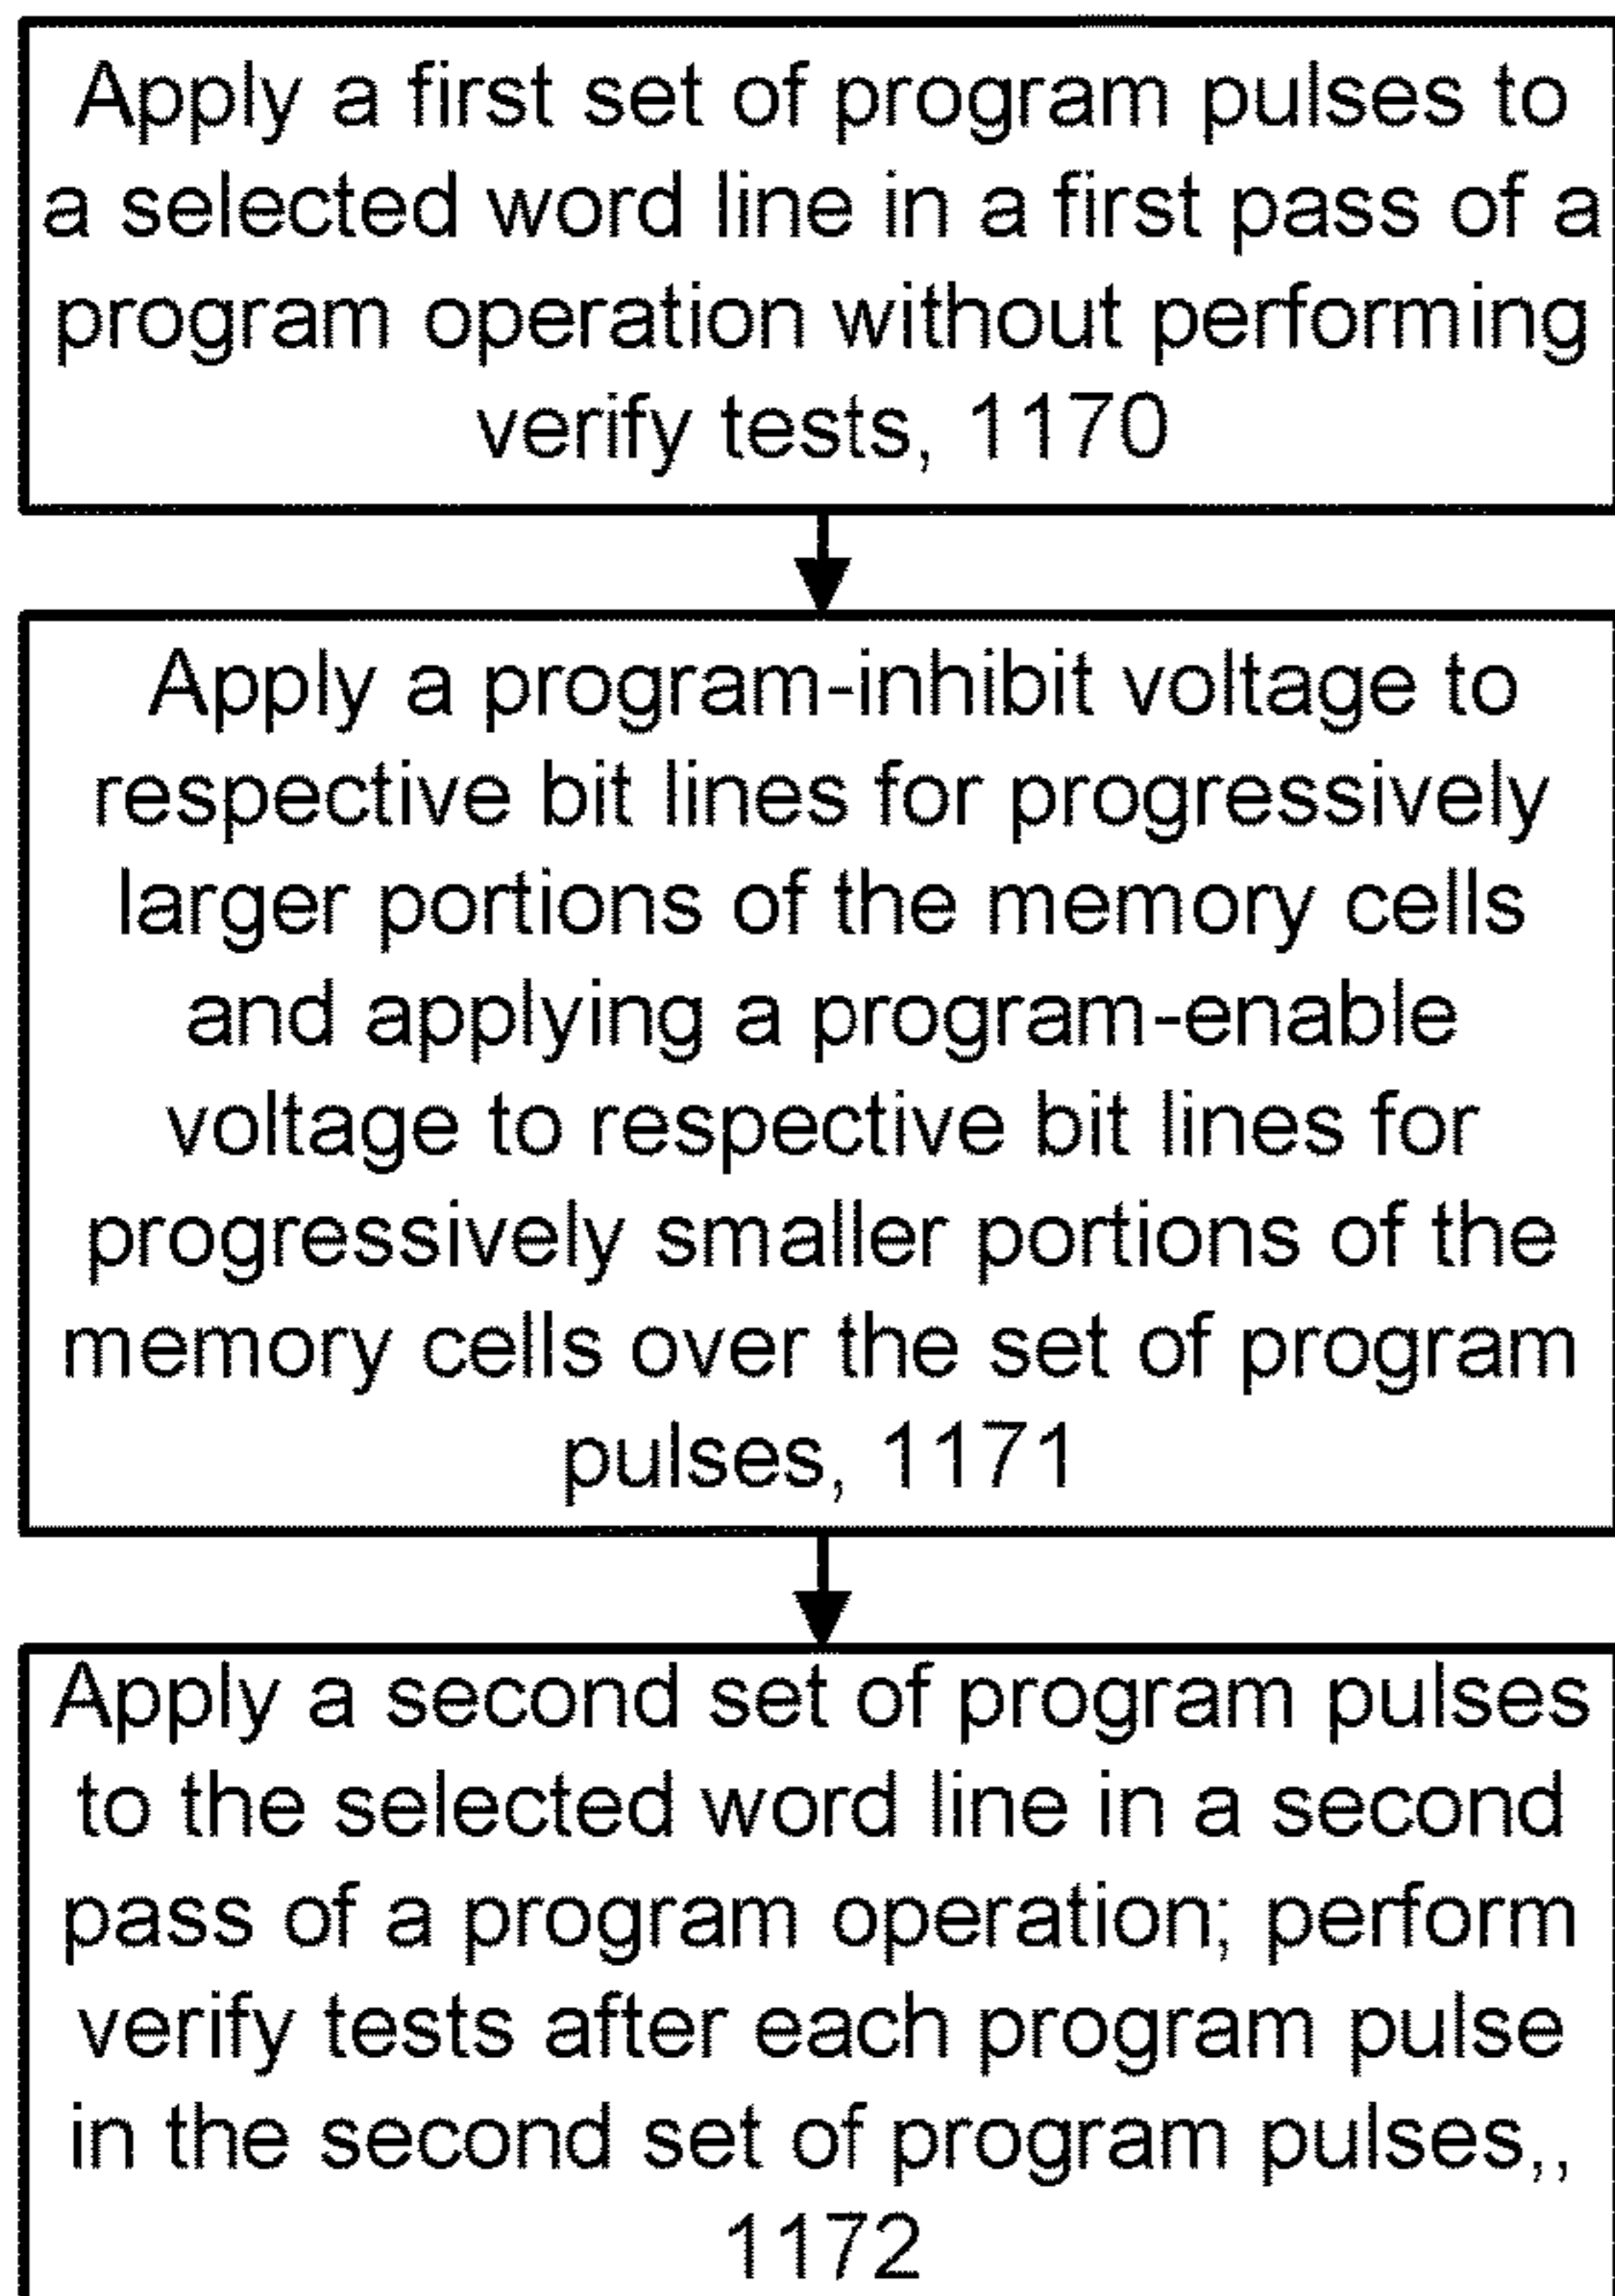 Apply a first set of program pulses to
a selected word line in a first pass of a
program operation without performing
verify tests, 1170
Apply a program-inhibit voltage to
respective bit lines for progressively
larger portions of the memory cells
and applying a program-enable
voltage to respective bit lines for
progressively smaller portions of the
memory cells over the set of program
pulses, 1171
Apply a second set of program pulses
to the selected word line in a second
pass of a program operation; perform
verify tests after each program pulse
in the second set of program pulses,,
1172